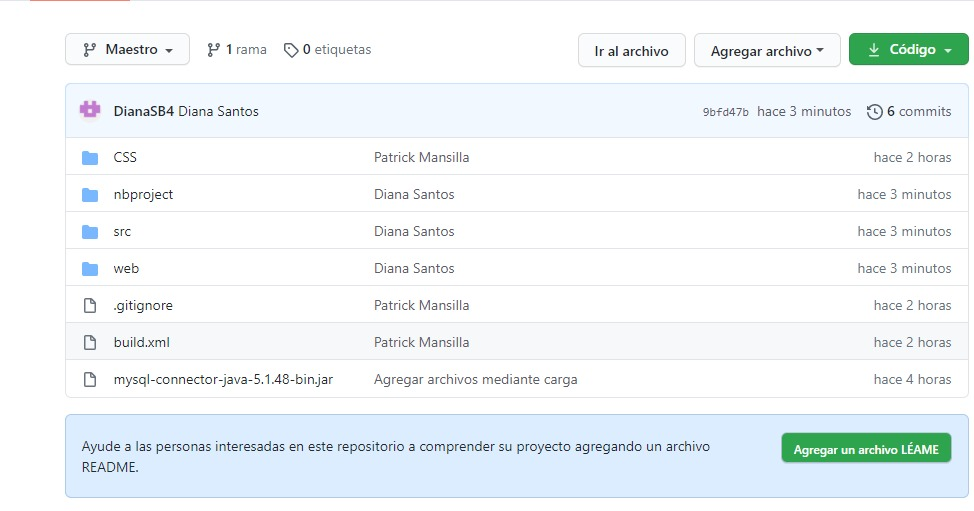 Maestro 1 rama 0 etiquetas Ir al archivo Agregar archivo Código
DianaSB4 Diana Santos 9bfd47b hace 3 minutos 6 commits
CSS Patrick Mansilla hace 2 horas
nbproject Diana Santos hace 3 minutos
src Diana Santos hace 3 minutos
web Diana Santos hace 3 minutos
.gitignore Patrick Mansilla hace 2 horas
build.xml Patrick Mansilla hace 2 horas
mysql-connector-java-5.1.48-bin.jar Agregar archivos mediante carga hace 4 horas
Ayude a las personas interesadas en este repositorio a comprender su proyecto agregando un archivo
README.
Agregar un archivo LÉAME